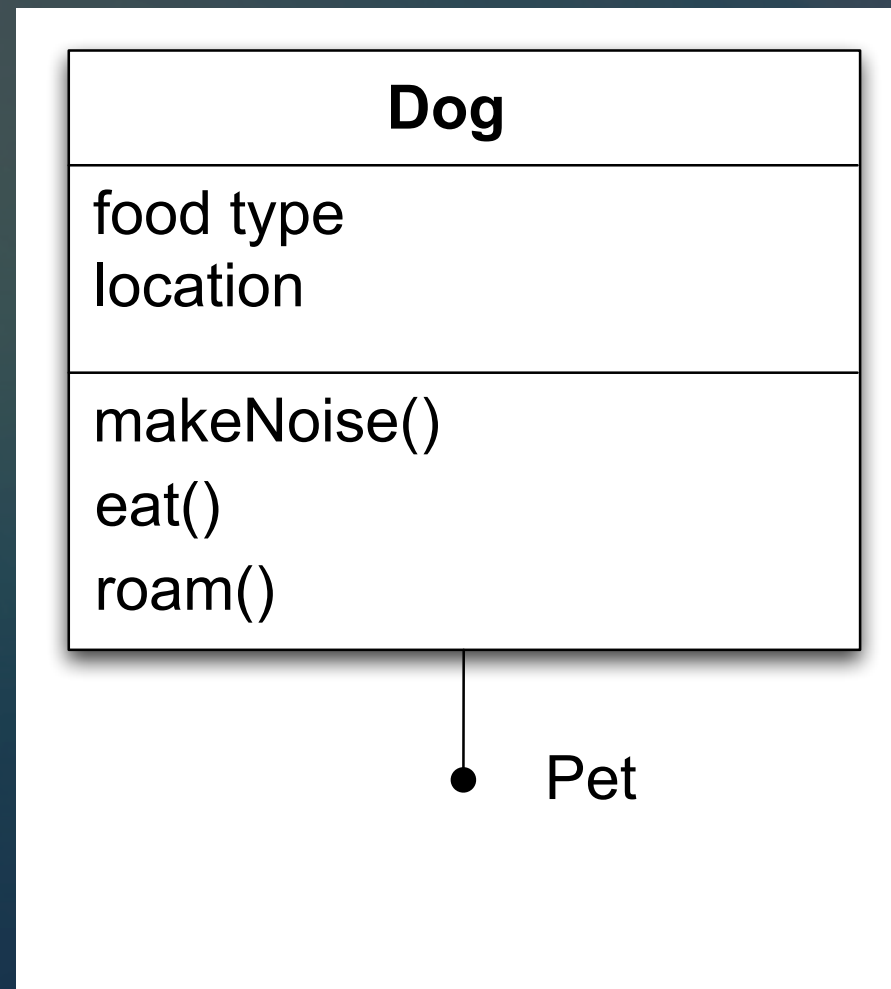 Dog
food type
location
makeNoise()
eat()
roam()
Pet